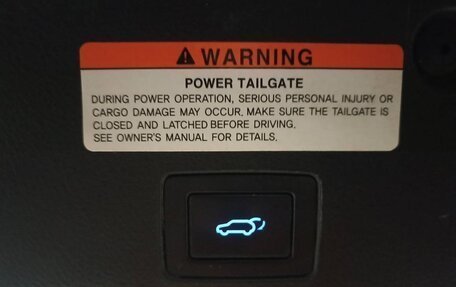 WARNING
POWER TAILGATE
DURING POWER OPERATION, SERIOUS PERSONAL INJURY OR
CARGO DAMAGE MAY OCCUR. MAKE SURE THE TAILGATE IS
CLOSED AND LATCHED BEFORE DRIVING.
SEE OWNER'S MANUAL FOR DETAILS.